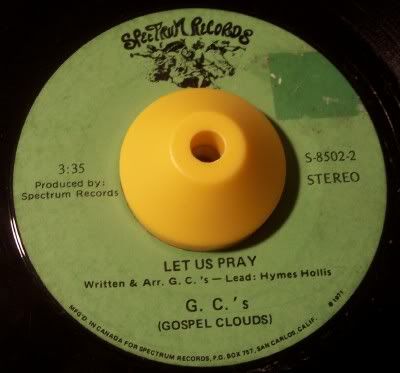 SPECTRUM RECORDS
3:35
Produced by:
Spectrum Records
S-8502-2
STEREO
LET US PRAY
Written & Arr. G. C. 's — Lead: Hymes Hollis
G. C. 's
(GOSPEL CLOUDS)
MFG'D. IN CANADA FOR SPECTRUM RECORDS, P.O. BOX 757, SAN CARLOS, CALIF.
℗ 1971